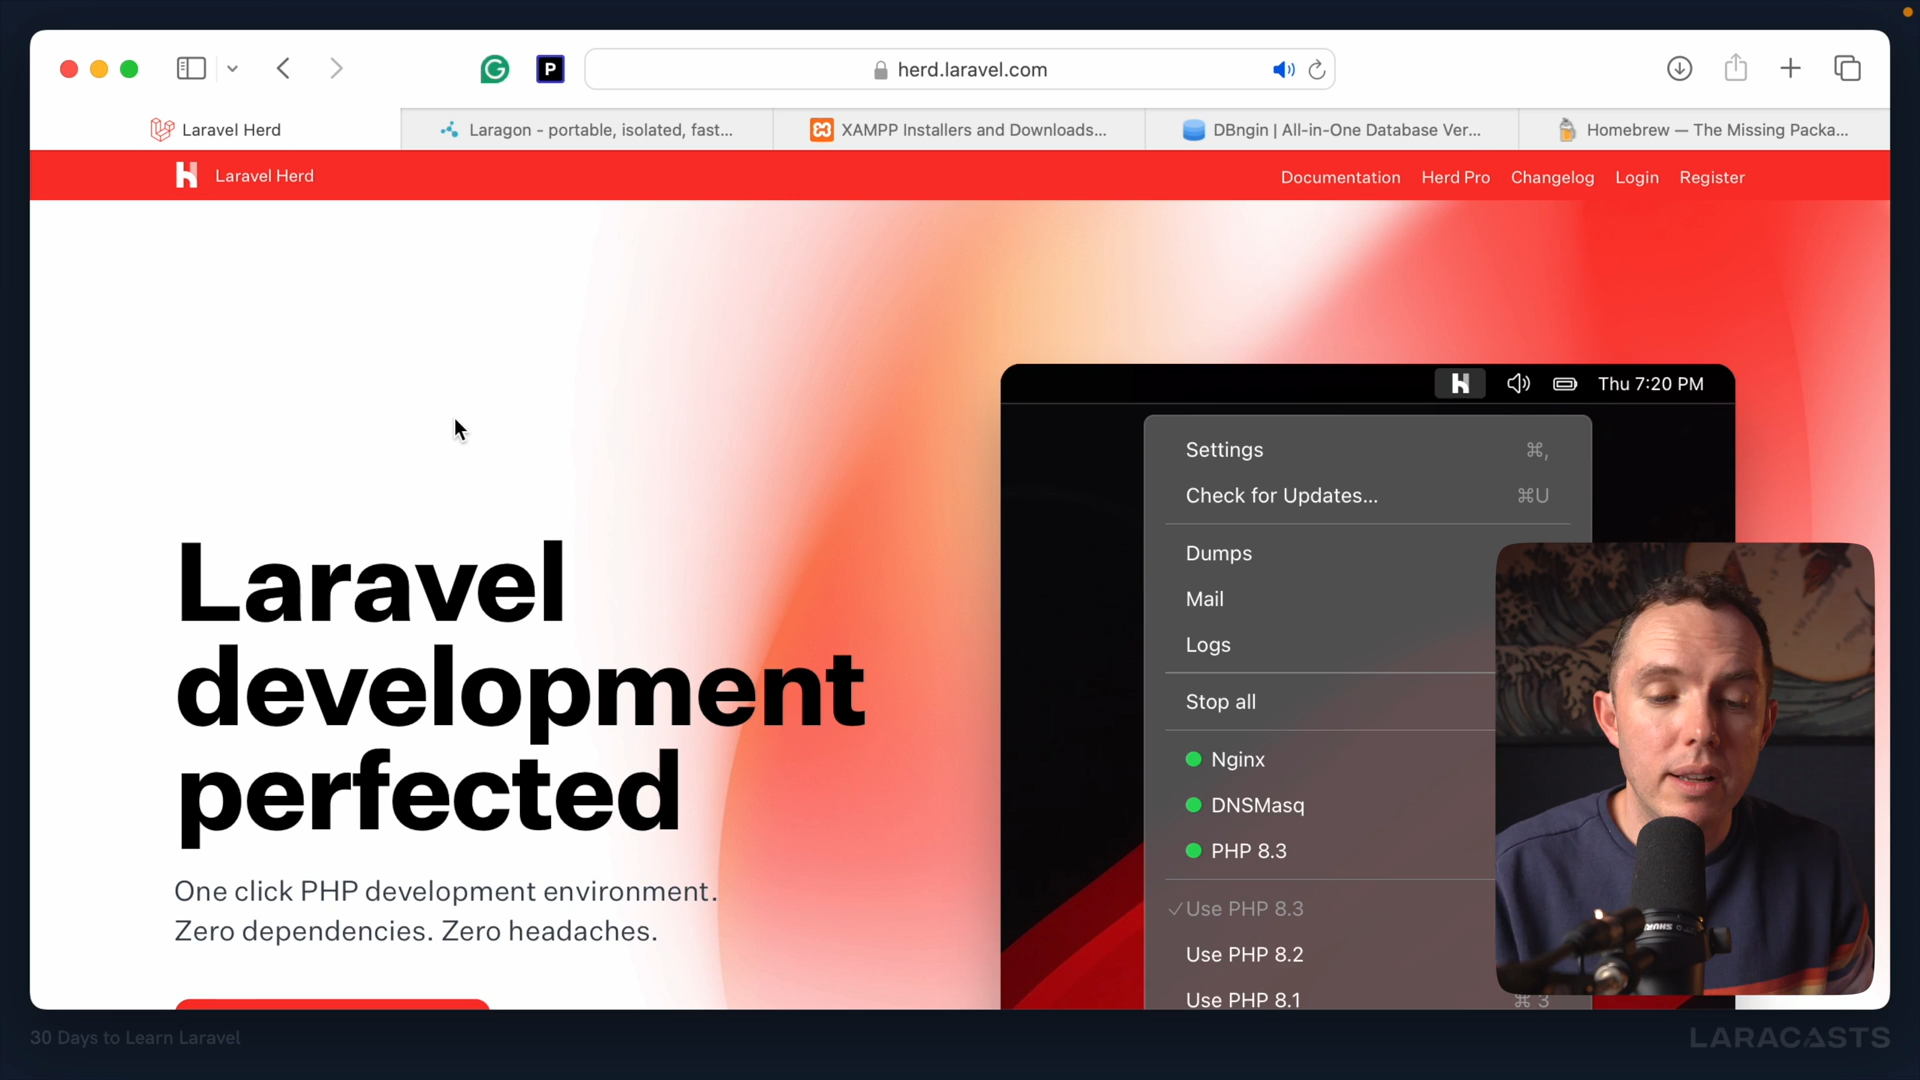 P
herd.laravel.com
Laravel Herd
Laragon - portable, isolated, fast...
XAMPP Installers and Downloads...
DBngin | All-in-One Database Ver...
Homebrew — The Missing Packa...
Laravel Herd
Documentation
Herd Pro
Changelog
Login
Register
Thu 7:20 PM
Settings ⌘,
Check for Updates... ⌘U
Dumps
Mail
Logs
Stop all
Nginx
DNSMasq
PHP 8.3
✓Use PHP 8.3
Use PHP 8.2
Use PHP 8.1 ⌘ 3
Laravel
development
perfected
One click PHP development environment.
Zero dependencies. Zero headaches.
SHURE
30 Days to Learn Laravel
LARACASTS